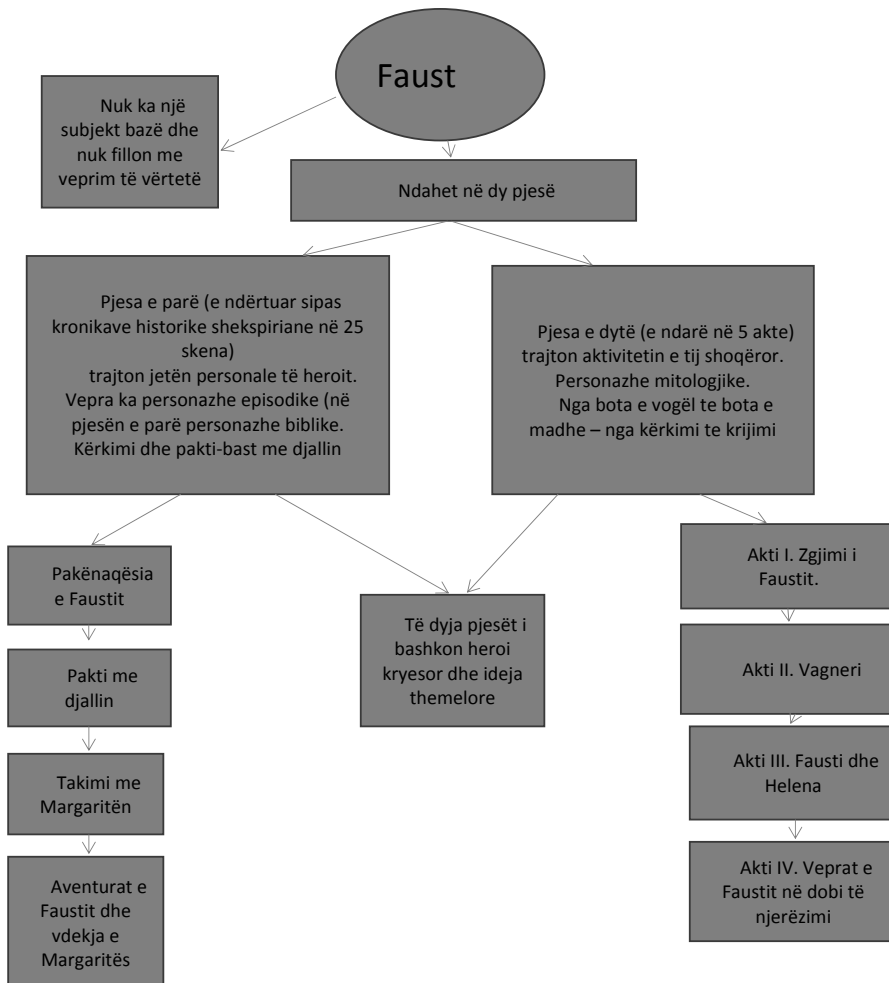 Faust
Nuk ka një
subjekt bazë dhe
nuk fillon me
veprim të vërtetë
Ndahet në dy pjesë
Pjesa e parë (e ndërtuar sipas
kronikave historike shekspiriane në 25
skena)
trajton jetën personale të heroit.
Vepra ka personazhe episodike (në
pjesën e parë personazhe biblike.
Kërkimi dhe pakti-bast me djallin
Pjesa e dytë (e ndarë në 5 akte)
trajton aktivitetin e tij shoqëror.
Personazhe mitologjike.
Nga bota e vogël te bota e
madhe – nga kërkimi te krijimi
Pakënaqësia
e Faustit
Pakti me
djallin
Takimi me
Margaritën
Aventurat e
Faustit dhe
vdekja e
Margaritës
Të dyja pjesët i
bashkon heroi
kryesor dhe ideja
themelore
Akti I. Zgjimi i
Faustit.
Akti II. Vagneri
Akti III. Fausti dhe
Helena
Akti IV. Veprat e
Faustit në dobi të
njerëzimi